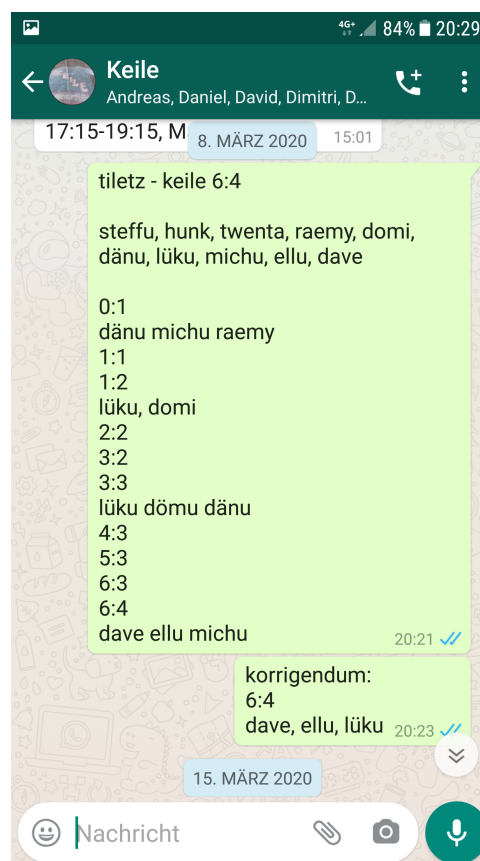 4G+ 84% 20:29
Keile
Andreas, Daniel, David, Dimitri, D...
17:15-19:15, M
15:01
8. MÄRZ 2020
tiletz - keile 6:4
steffu, hunk, twenta, raemy, domi,
dänu, lüku, michu, ellu, dave
0:1
dänu michu raemy
1:1
1:2
lüku, domi
2:2
3:2
3:3
lüku dömu dänu
4:3
5:3
6:3
6:4
dave ellu michu
20:21
korrigendum:
6:4
dave, ellu, lüku 20:23
15. MÄRZ 2020
Nachricht